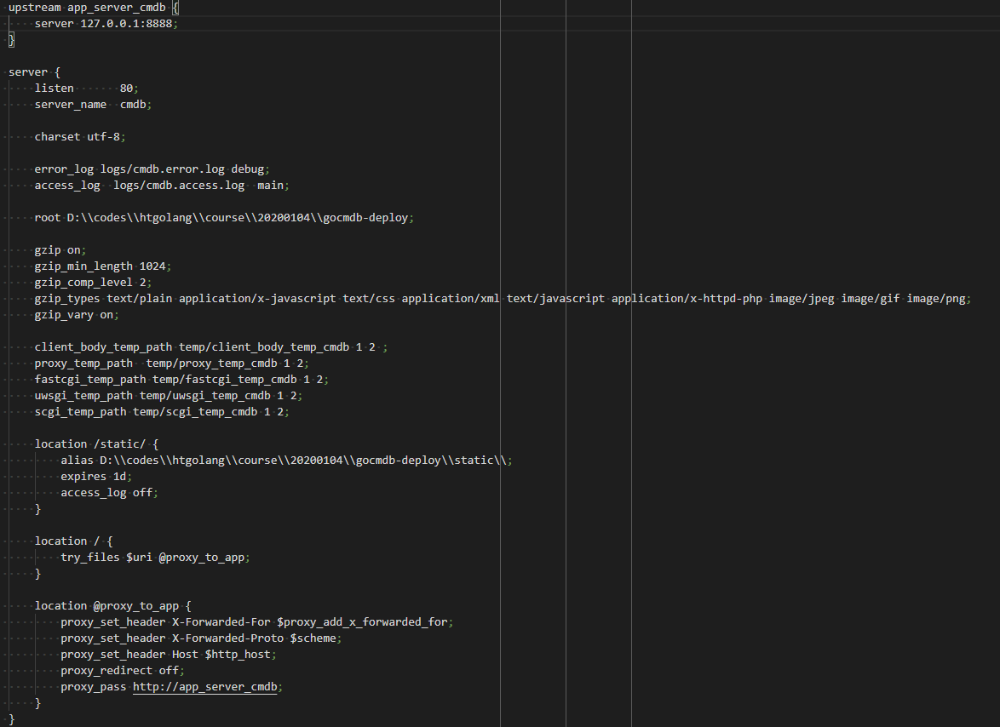 upstream app_server_cmdb {
    server 127.0.0.1:8888;
}

server {
    listen       80;
    server_name  cmdb;

    charset utf-8;

    error_log logs/cmdb.error.log debug;
    access_log  logs/cmdb.access.log  main;

    root D:\\codes\\htgolang\\course\\20200104\\gocmdb-deploy;

    gzip on;
    gzip_min_length 1024;
    gzip_comp_level 2;
    gzip_types text/plain application/x-javascript text/css application/xml text/javascript application/x-httpd-php image/jpeg image/gif image/png;
    gzip_vary on;

    client_body_temp_path temp/client_body_temp_cmdb 1 2 ;
    proxy_temp_path  temp/proxy_temp_cmdb 1 2;
    fastcgi_temp_path temp/fastcgi_temp_cmdb 1 2;
    uwsgi_temp_path temp/uwsgi_temp_cmdb 1 2;
    scgi_temp_path temp/scgi_temp_cmdb 1 2;

    location /static/ {
        alias D:\\codes\\htgolang\\course\\20200104\\gocmdb-deploy\\static\\;
        expires 1d;
        access_log off;
    }

    location / {
        try_files $uri @proxy_to_app;
    }

    location @proxy_to_app {
        proxy_set_header X-Forwarded-For $proxy_add_x_forwarded_for;
        proxy_set_header X-Forwarded-Proto $scheme;
        proxy_set_header Host $http_host;
        proxy_redirect off;
        proxy_pass http://app_server_cmdb;
    }
}